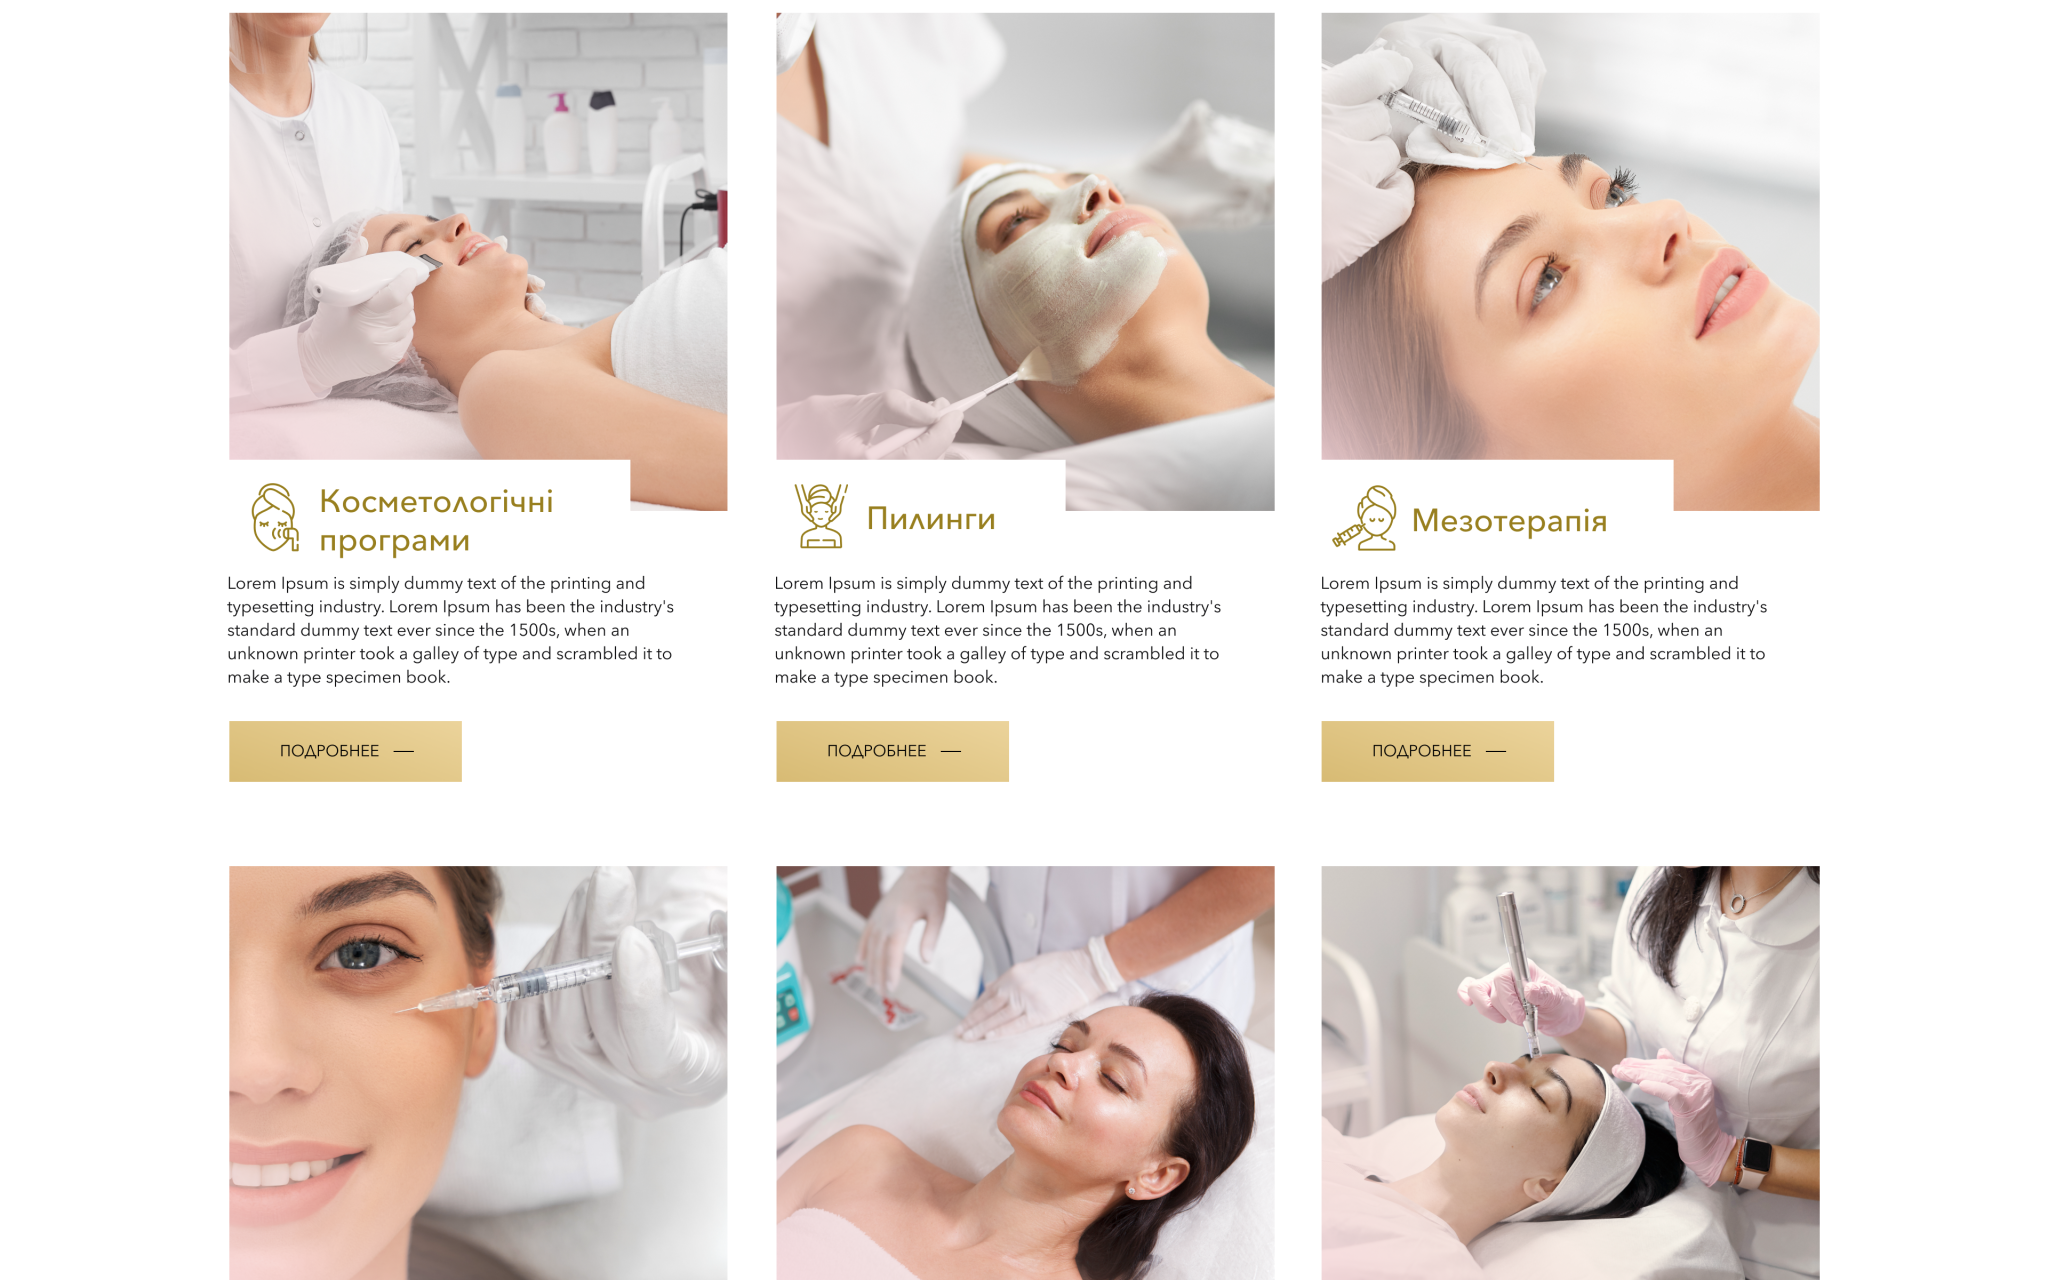 Косметологічні
програми
Lorem Ipsum is simply dummy text of the printing and
typesetting industry. Lorem Ipsum has been the industry's
standard dummy text ever since the 1500s, when an
unknown printer took a galley of type and scrambled it to
make a type specimen book.
ПОДРОБНЕЕ —
Пилинги
Lorem Ipsum is simply dummy text of the printing and
typesetting industry. Lorem Ipsum has been the industry's
standard dummy text ever since the 1500s, when an
unknown printer took a galley of type and scrambled it to
make a type specimen book.
ПОДРОБНЕЕ —
Мезотерапія
Lorem Ipsum is simply dummy text of the printing and
typesetting industry. Lorem Ipsum has been the industry's
standard dummy text ever since the 1500s, when an
unknown printer took a galley of type and scrambled it to
make a type specimen book.
ПОДРОБНЕЕ —